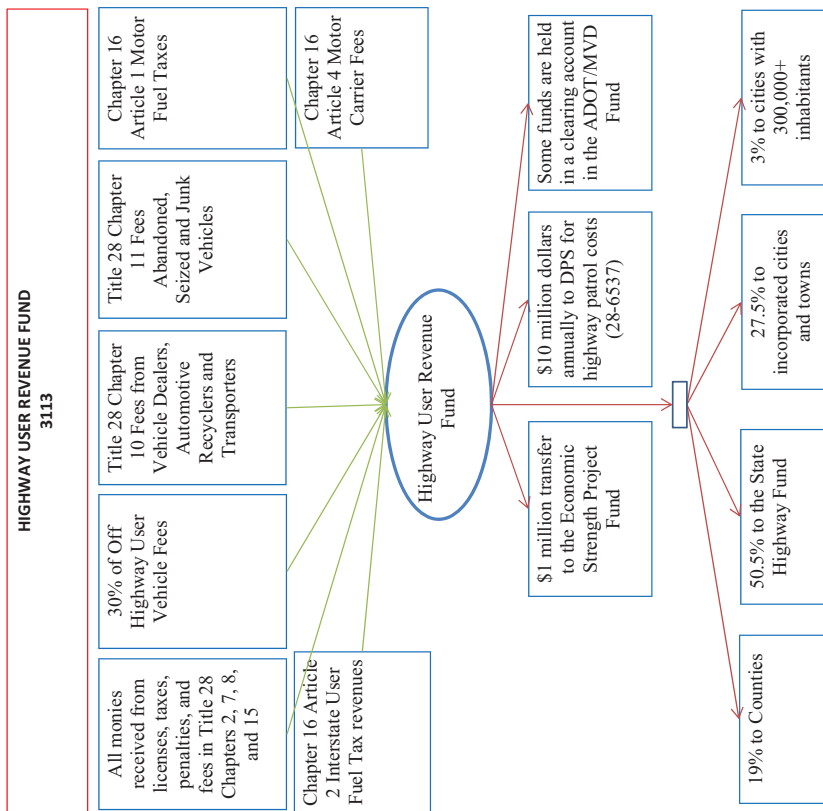 HIGHWAY USER REVENUE FUND
3113
All monies
received from
licenses, taxes,
penalties, and
fees in Title 28
Chapters 2, 7, 8,
and 15
30% of Off
Highway User
Vehicle Fees
Title 28 Chapter
10 Fees from
Vehicle Dealers,
Automotive
Recyclers and
Transporters
Title 28 Chapter
11 Fees
Abandoned,
Seized and Junk
Vehicles
Chapter 16
Article 1 Motor
Fuel Taxes
Chapter 16 Article
2 Interstate User
Fuel Tax revenues
Chapter 16
Article 4 Motor
Carrier Fees
Highway User Revenue
Fund
$1 million transfer
to the Economic
Strength Project
Fund
$10 million dollars
annually to DPS for
highway patrol costs
(28-6537)
Some funds are held
in a clearing account
in the ADOT/MVD
Fund
19% to Counties
50.5% to the State
Highway Fund
27.5% to
incorporated cities
and towns
3% to cities with
300,000+
inhabitants